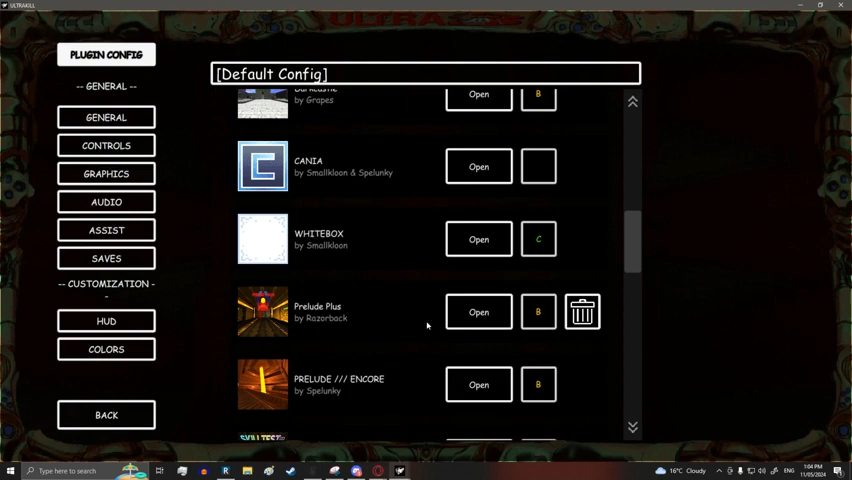 ULTRAKILL
PLUGIN CONFIG
-- GENERAL --
GENERAL
CONTROLS
GRAPHICS
AUDIO
ASSIST
SAVES
-- CUSTOMIZATION -
-
HUD
COLORS
BACK
[Default Config]
by Grapes
Open
B
CANIA
by Smallkloon & Spelunky
Open
WHITEBOX
by Smallkloon
Open
C
Prelude Plus
by Razorback
Open
B
PRELUDE /// ENCORE
by Spelunky
Open
B
Type here to search
16°C Cloudy
ENG
1:04 PM
11/05/2024